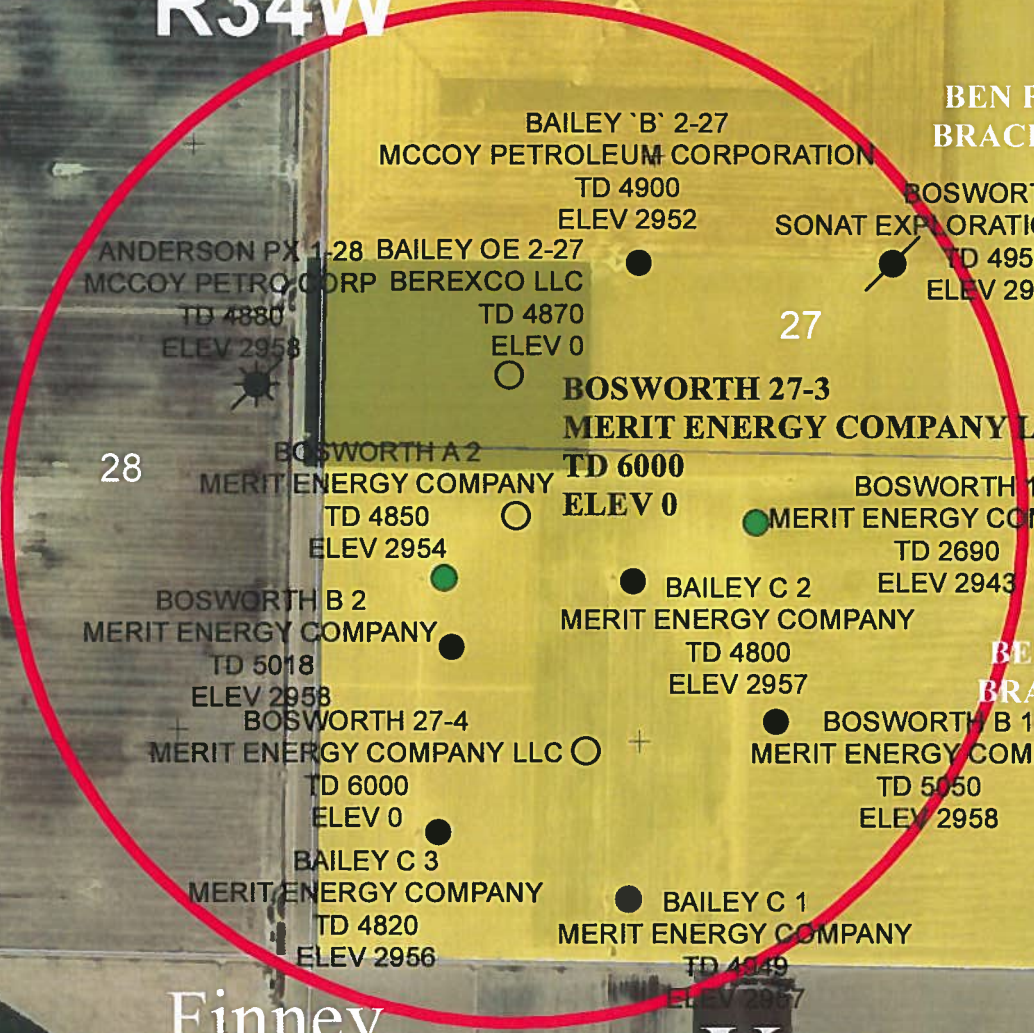 R34W
BEN
BAILEY `B` 2-27
MCCOY PETROLEUM CORPORATION
TD 4900
ELEV 2952
SONAT
ANDERSON PX 1-28
MCCOY PETRO CORP
TD 4880
ELEV 2958
BAILEY OE 2-27
BEREXCO LLC
TD 4870
ELEV 0
27
BOSWORTH 27-3
MERIT ENERGY COMPANY
TD 6000
ELEV 0
28
BOSWORTH A 2
MERIT ENERGY COMPANY
TD 4850
ELEV 2954
BOSWORTH 1
MERIT ENERGY
TD 2690
ELEV 2943
BOSWORTH B 2
MERIT ENERGY COMPANY
TD 5018
ELEV 2958
BAILEY C 2
MERIT ENERGY COMPANY
TD 4800
ELEV 2957
BOSWORTH 27-4
MERIT ENERGY COMPANY LLC
TD 6000
ELEV 0
BOSWORTH B 1
MERIT ENERGY
TD 5050
ELEV 2958
BAILEY C 3
MERIT ENERGY COMPANY
TD 4820
ELEV 2956
BAILEY C 1
MERIT ENERGY COMPANY
TD 4949
ELEV 2957
Finney